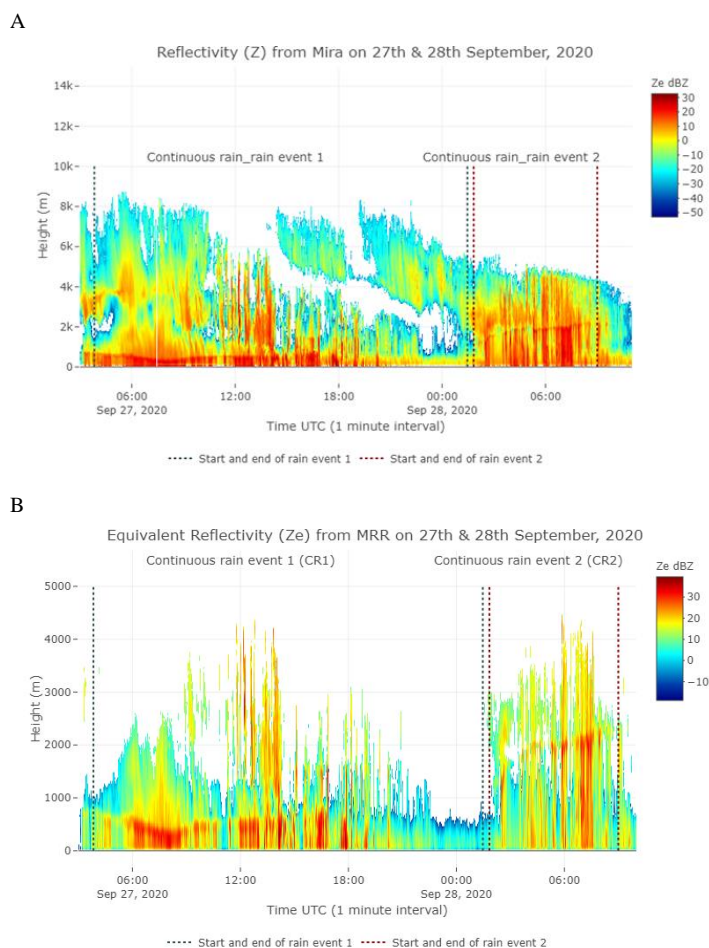 A
Reflectivity (Z) from Mira on 27th & 28th September, 2020
Ze dBZ
14k
12k
10k
8k
6k
4k
2k
0
Height (m)
Continuous rain_rain event 1
Continuous rain_rain event 2
30
20
10
0
−10
−20
−30
−40
−50
06:00
Sep 27, 2020
12:00
18:00
00:00
Sep 28, 2020
06:00
Time UTC (1 minute interval)
Start and end of rain event 1
Start and end of rain event 2
B
Equivalent Reflectivity (Ze) from MRR on 27th & 28th September, 2020
Continuous rain event 1 (CR1)
Continuous rain event 2 (CR2)
Ze dBZ
5000
4000
3000
2000
1000
0
Height (m)
30
20
10
0
−10
06:00
Sep 27, 2020
12:00
18:00
00:00
Sep 28, 2020
06:00
Time UTC (1 minute interval)
Start and end of rain event 1
Start and end of rain event 2